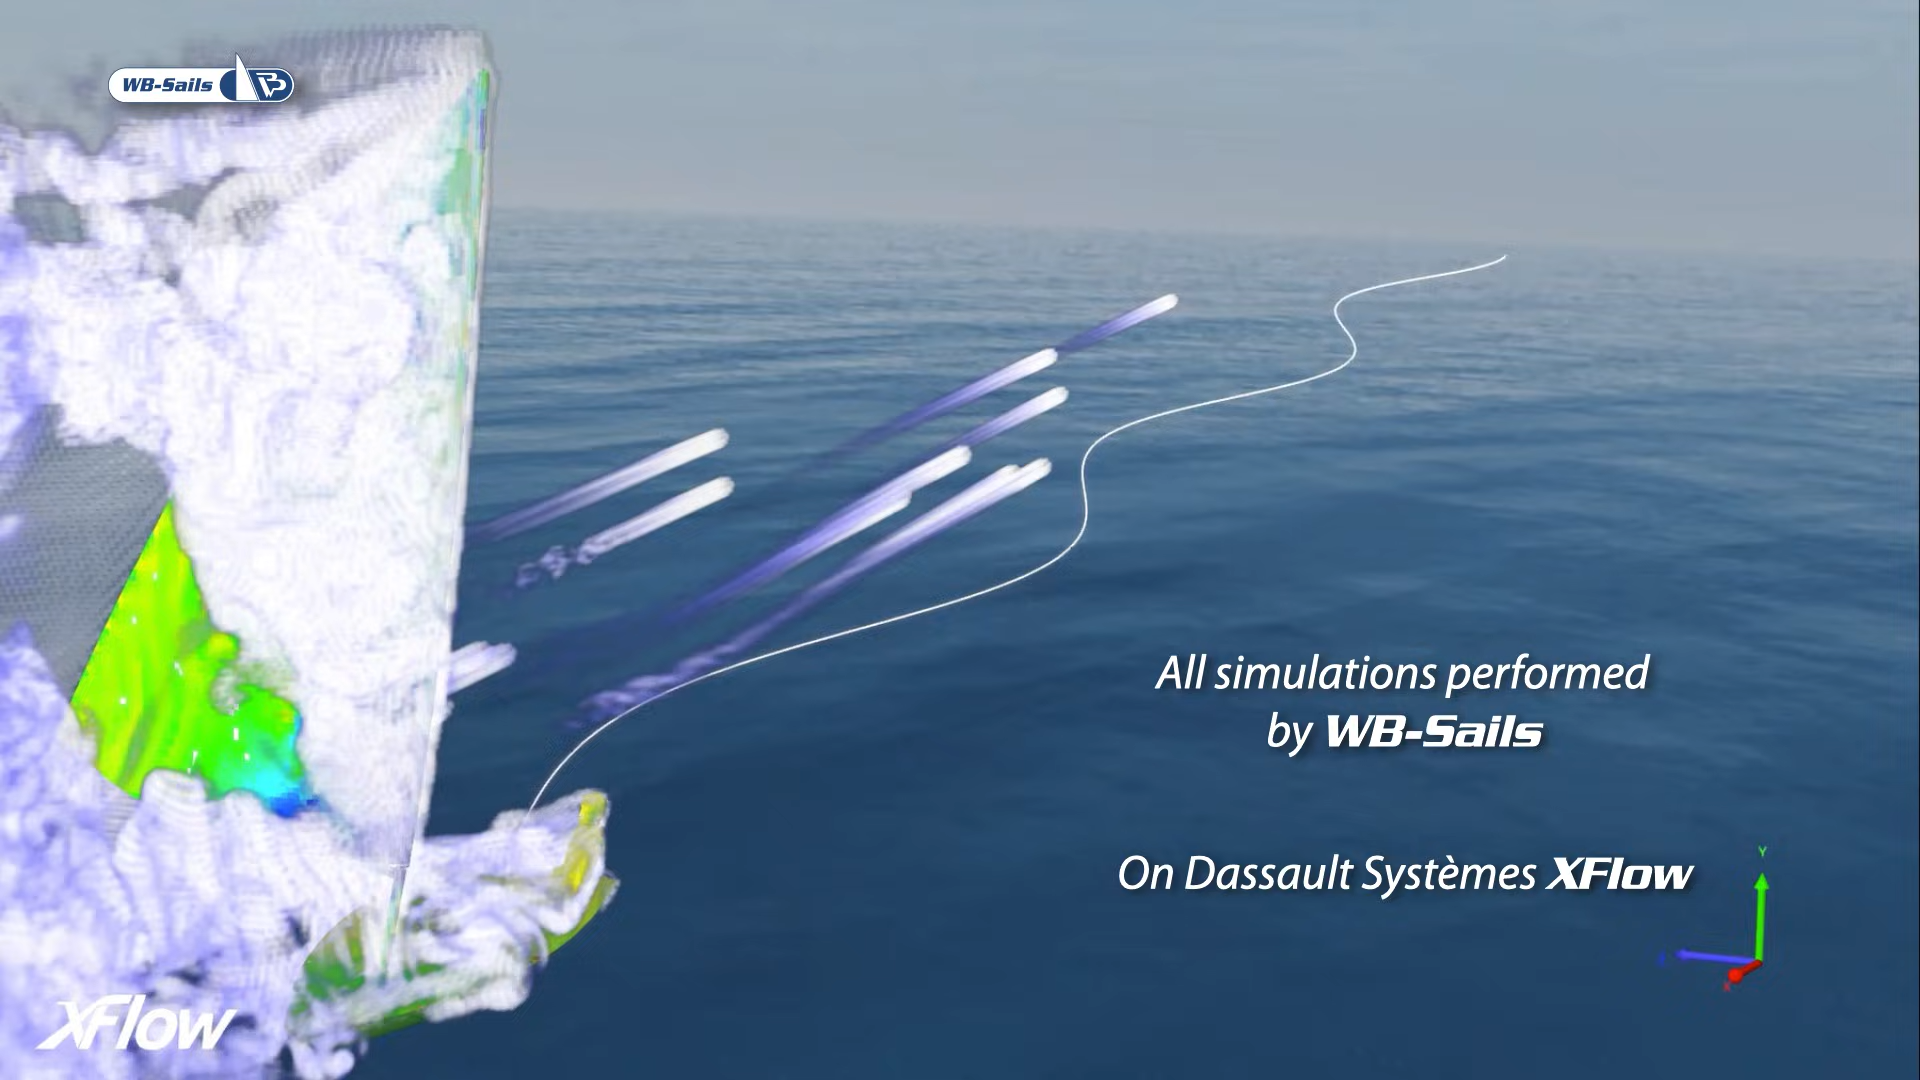 WB-Sails
All simulations performed
by WB-Sails
On Dassault Systèmes XFlow
Y
Z
X
XFlow